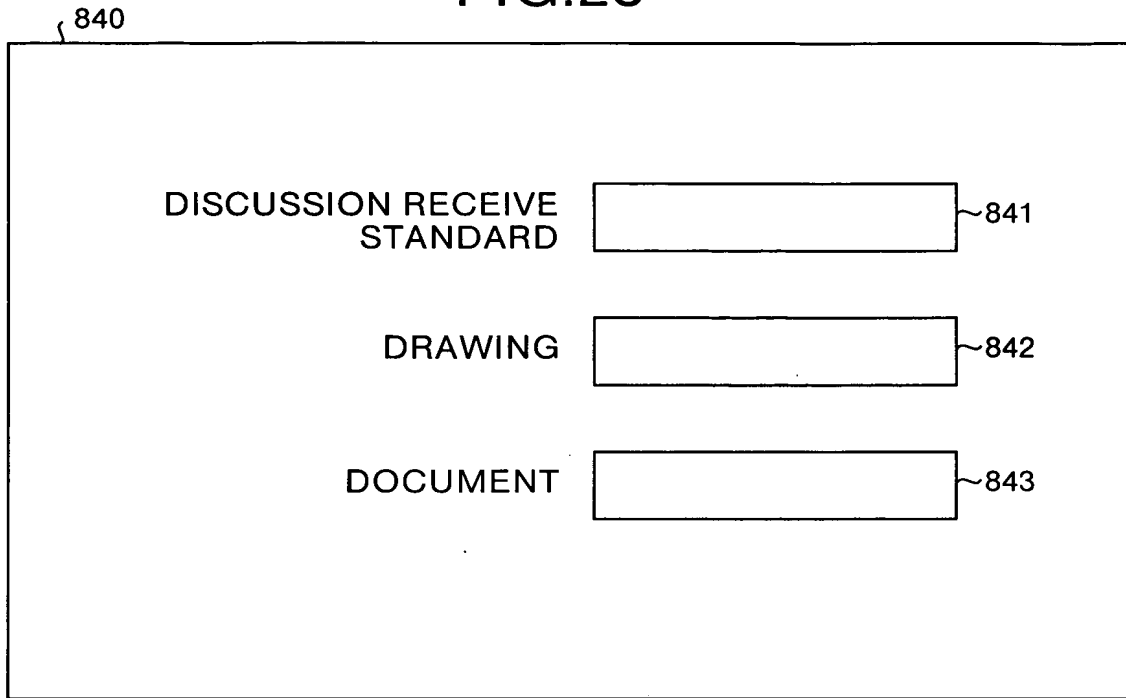 840
DISCUSSION RECEIVE
STANDARD
841
DRAWING
842
DOCUMENT
843